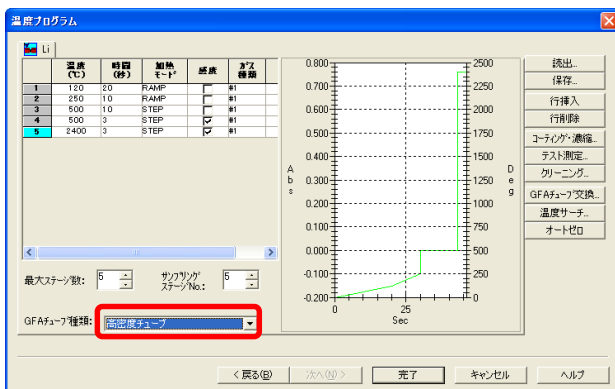 温度プログラム
Li
温度(℃) 時間(秒) 加熱モード 感度 ガス種類
1 120 20 RAMP #1
2 250 10 RAMP #1
3 500 10 STEP #1
4 500 3 STEP #1
5 2400 3 STEP #1
最大ステージ数: 5 サンプリングステージNo.: 5
GFAチューブ種類: 高密度チューブ
0.800
0.700
0.600
0.500
0.400
0.300
0.200
0.100
0.000
-0.100
-0.200
Abs
2500
2250
2000
1750
1500
1250
1000
750
500
250
0
Deg
0 25
Sec
読出...
保存...
行挿入
行削除
コーティング・濃縮...
テスト測定...
クリーニング...
GFAチューブ交換...
温度サーチ...
オートゼロ
< 戻る(B) 次へ(N) > 完了 キャンセル ヘルプ